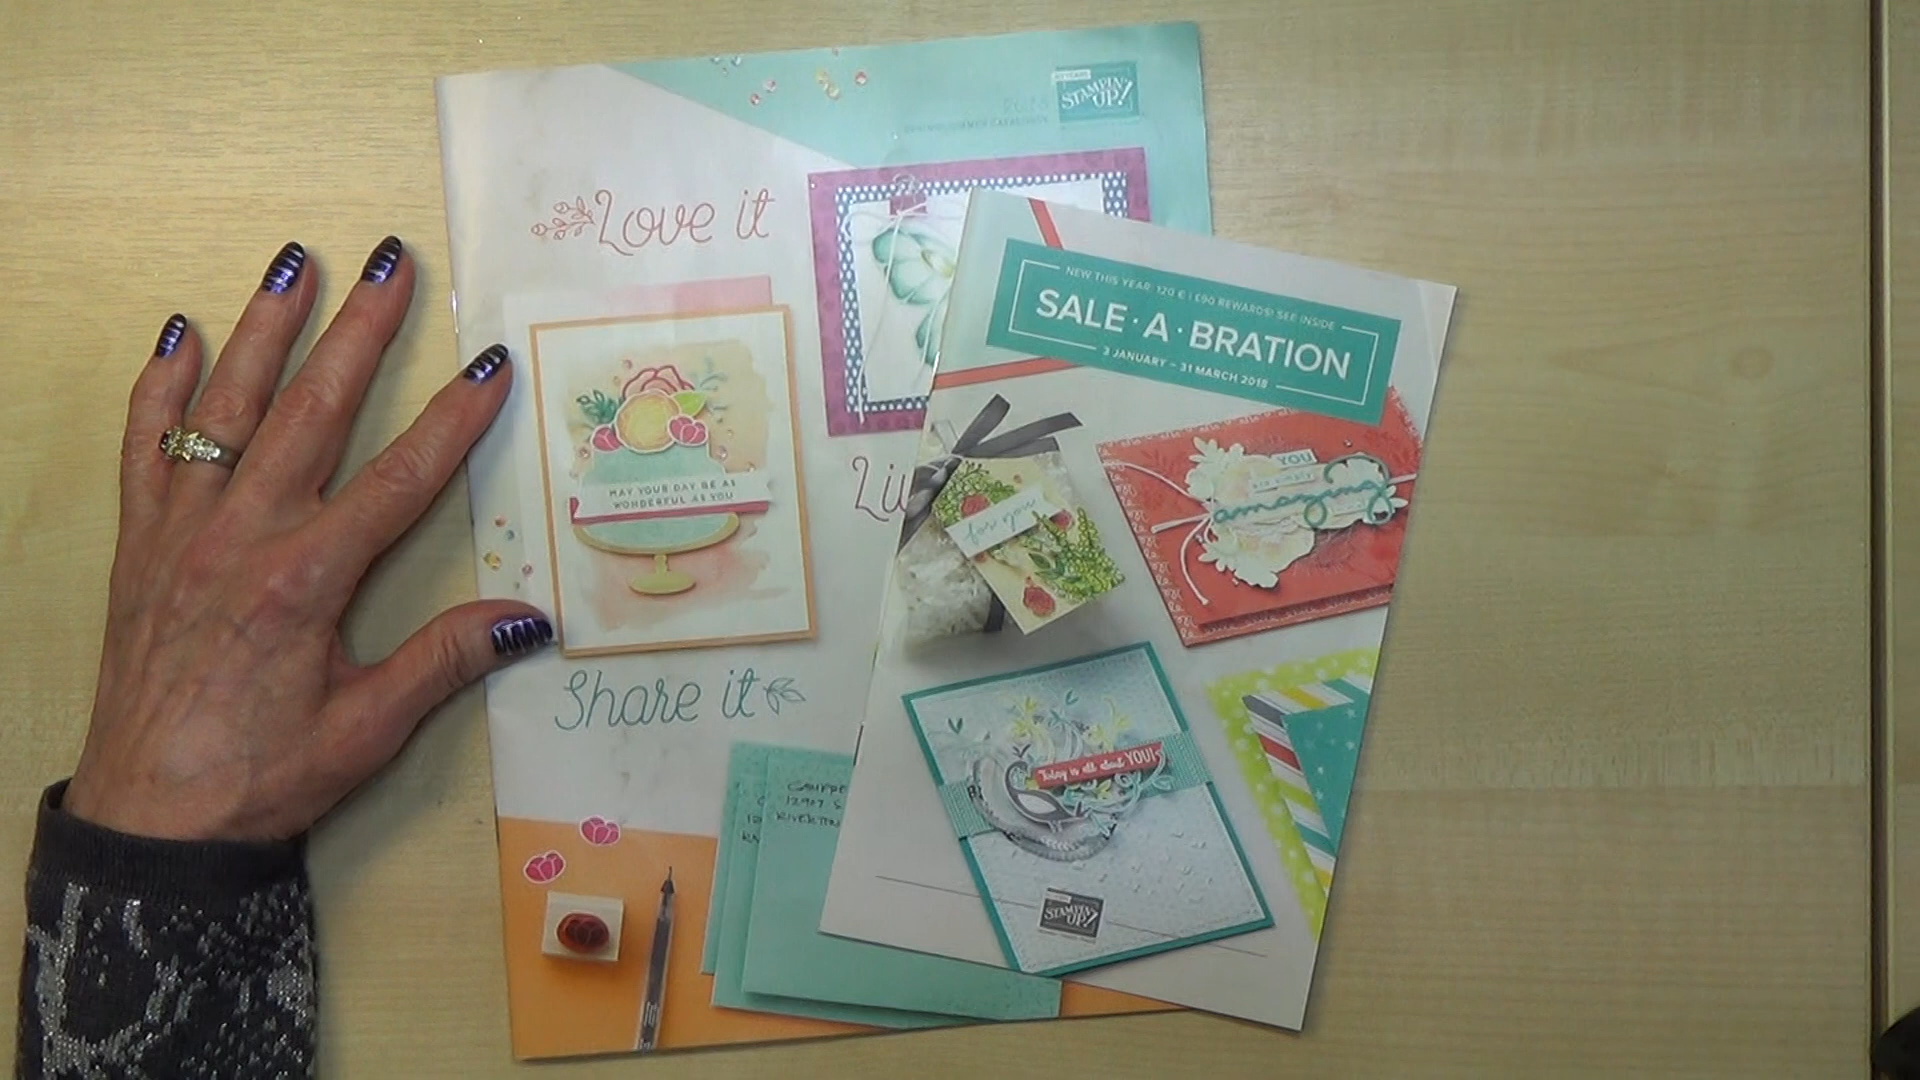 STAMPIN' UP!
Love it
MAY YOUR DAY BE AS
WONDERFUL AS YOU
Share it
NEW THIS YEAR: 120 € | £90 REWARDS! SEE INSIDE
SALE·A·BRATION
3 JANUARY – 31 MARCH 2018
for you
YOU
are simply
amazing
Today is all about YOU!
STAMPIN' UP!